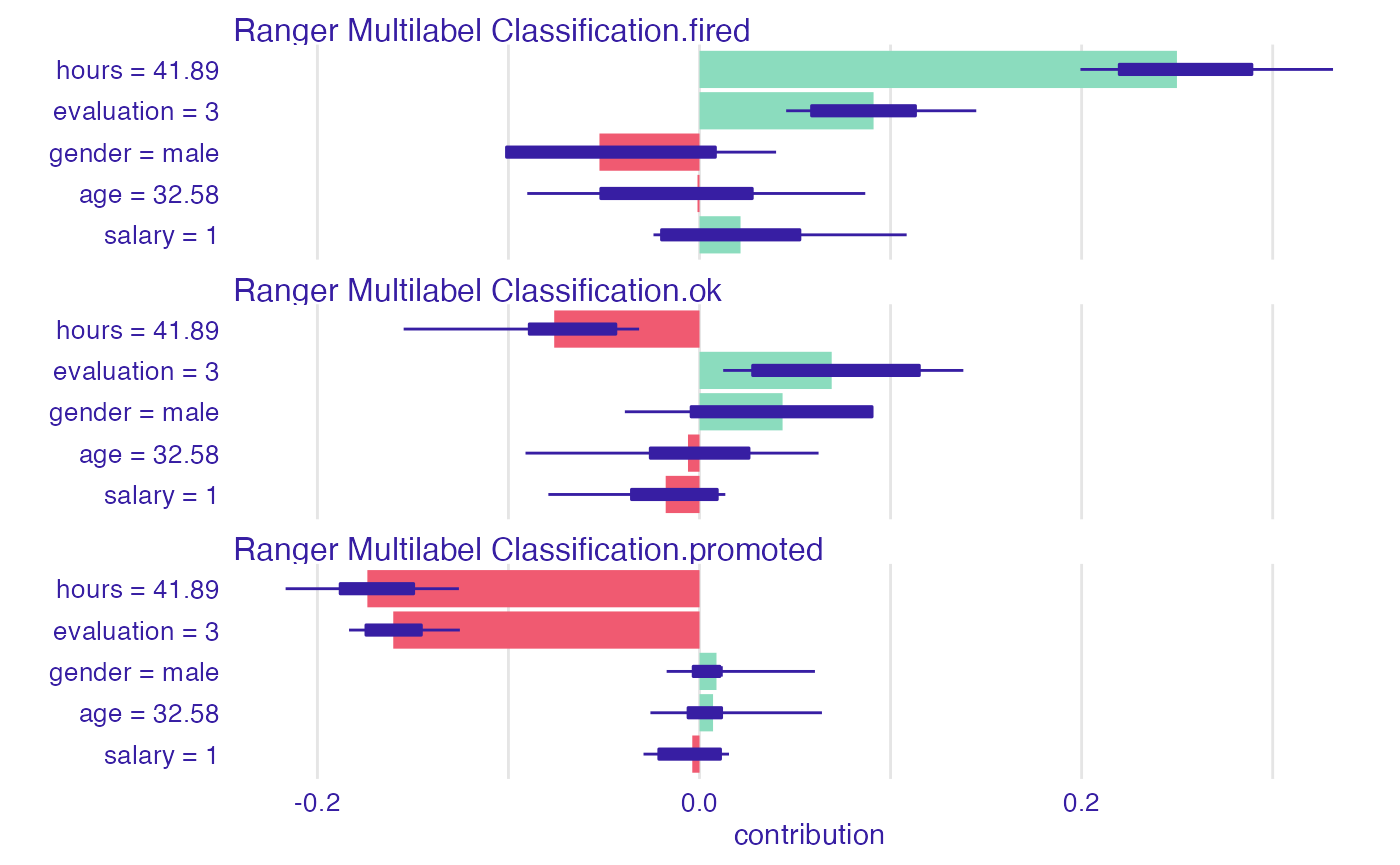 Ranger Multilabel Classification.fired
hours = 41.89
evaluation = 3
gender = male
age = 32.58
salary = 1
Ranger Multilabel Classification.ok
hours = 41.89
evaluation = 3
gender = male
age = 32.58
salary = 1
Ranger Multilabel Classification.promoted
hours = 41.89
evaluation = 3
gender = male
age = 32.58
salary = 1
-0.2 0.0 0.2
contribution